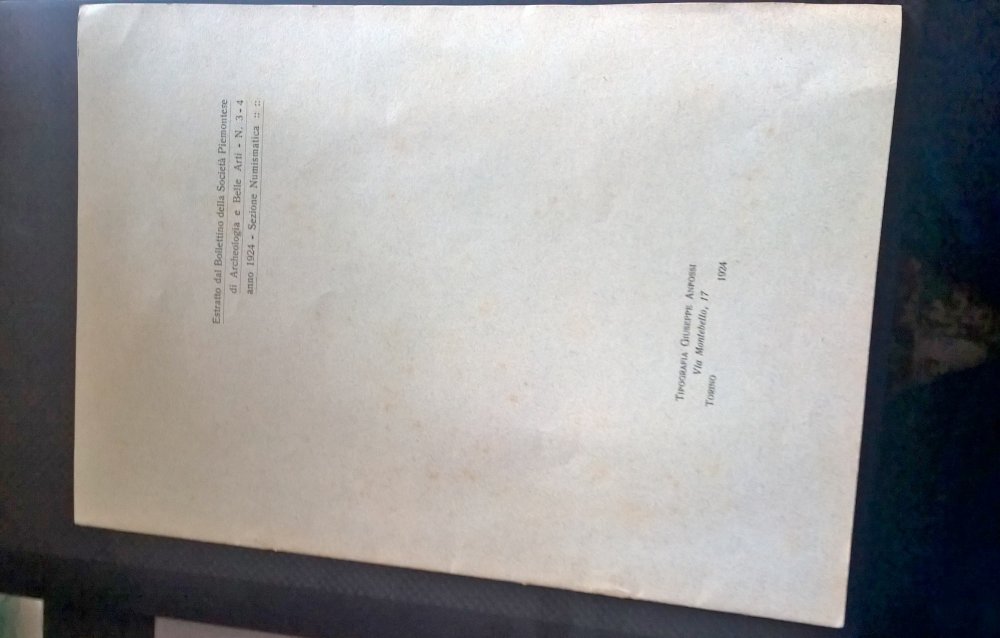 Estratto dal Bollettino della Società Piemontese
di Archeologia e Belle Arti - N. 3-4
anno 1924 - Sezione Numismatica :: ::
TIPOGRAFIA GIUSEPPE ANFOSSI
Via Montebello, 17
TORINO 1924